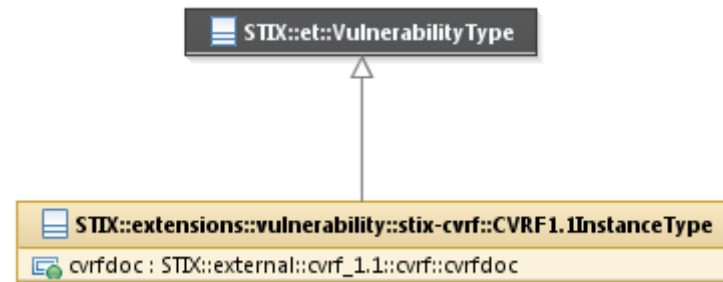 STIX::et::VulnerabilityType
STIX::extensions::vulnerability::stix-cvrf::CVRF1.1InstanceType
cvrfdoc : STIX::external::cvrf_1.1::cvrf::cvrfdoc